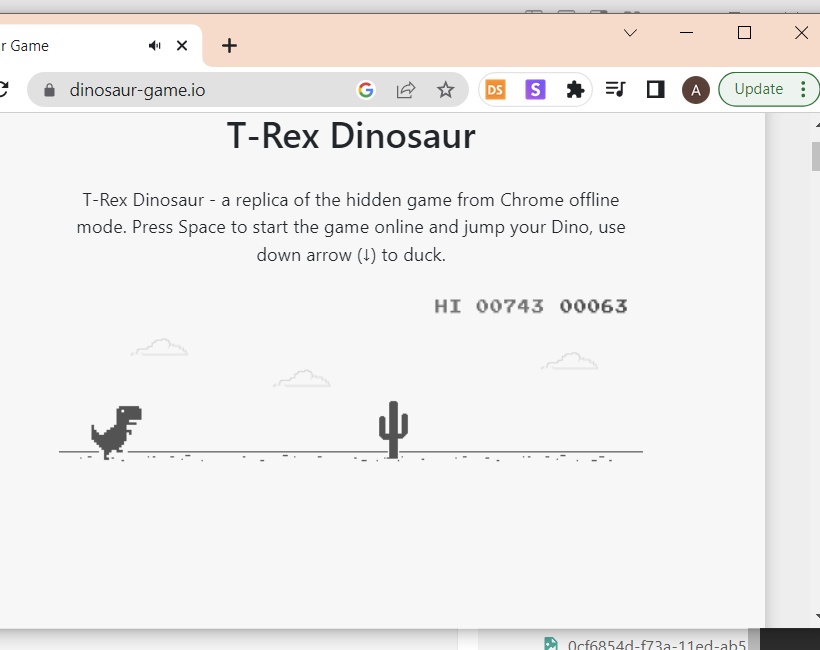 r Game
dinosaur-game.io
DS
S
A
Update
T-Rex Dinosaur
T-Rex Dinosaur - a replica of the hidden game from Chrome offline
mode. Press Space to start the game online and jump your Dino, use
down arrow (↓) to duck.
HI 00743 00063
0cf6854d-f73a-11ed-ab5